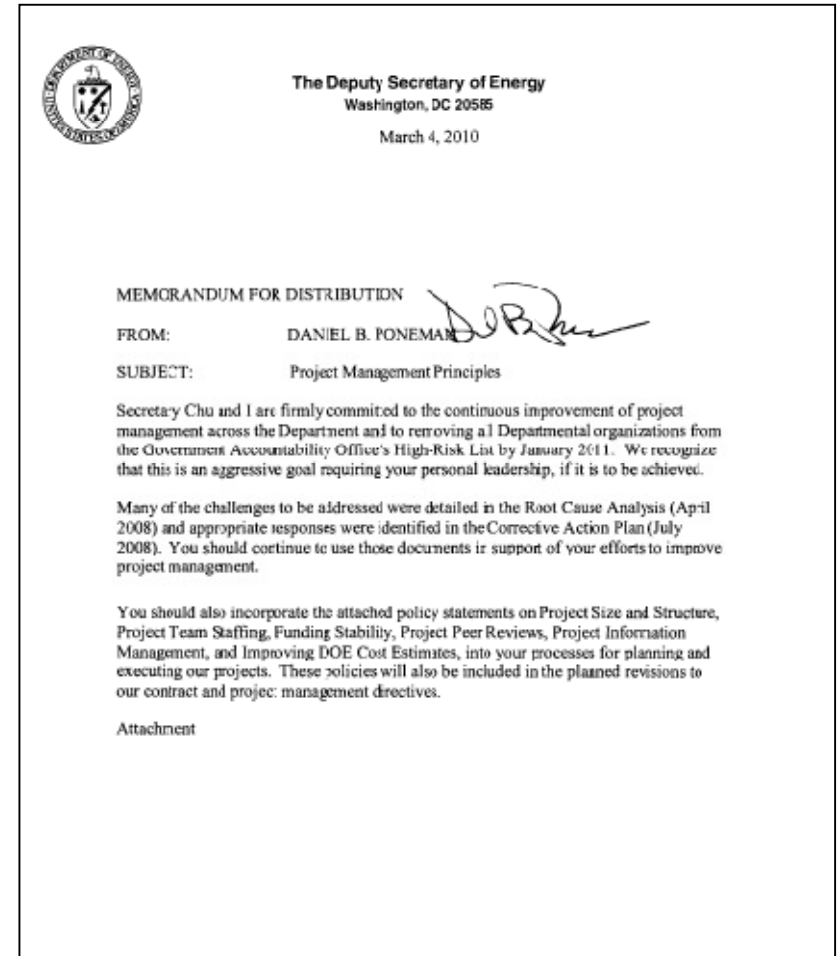 DEPARTMENT OF ENERGY
UNITED STATES OF AMERICA
The Deputy Secretary of Energy
Washington, DC 20585
March 4, 2010
MEMORANDUM FOR DISTRIBUTION
FROM: DANIEL B. PONEMAN
SUBJECT: Project Management Principles
Secretary Chu and I are firmly committed to the continuous improvement of project
management across the Department and to removing all Departmental organizations from
the Government Accountability Office's High-Risk List by January 2011. We recognize
that this is an aggressive goal requiring your personal leadership, if it is to be achieved.
Many of the challenges to be addressed were detailed in the Root Cause Analysis (April
2008) and appropriate responses were identified in the Corrective Action Plan (July
2008). You should continue to use those documents in support of your efforts to improve
project management.
You should also incorporate the attached policy statements on Project Size and Structure,
Project Team Staffing, Funding Stability, Project Peer Reviews, Project Information
Management, and Improving DOE Cost Estimates, into your processes for planning and
executing our projects. These policies will also be included in the planned revisions to
our contract and project management directives.
Attachment